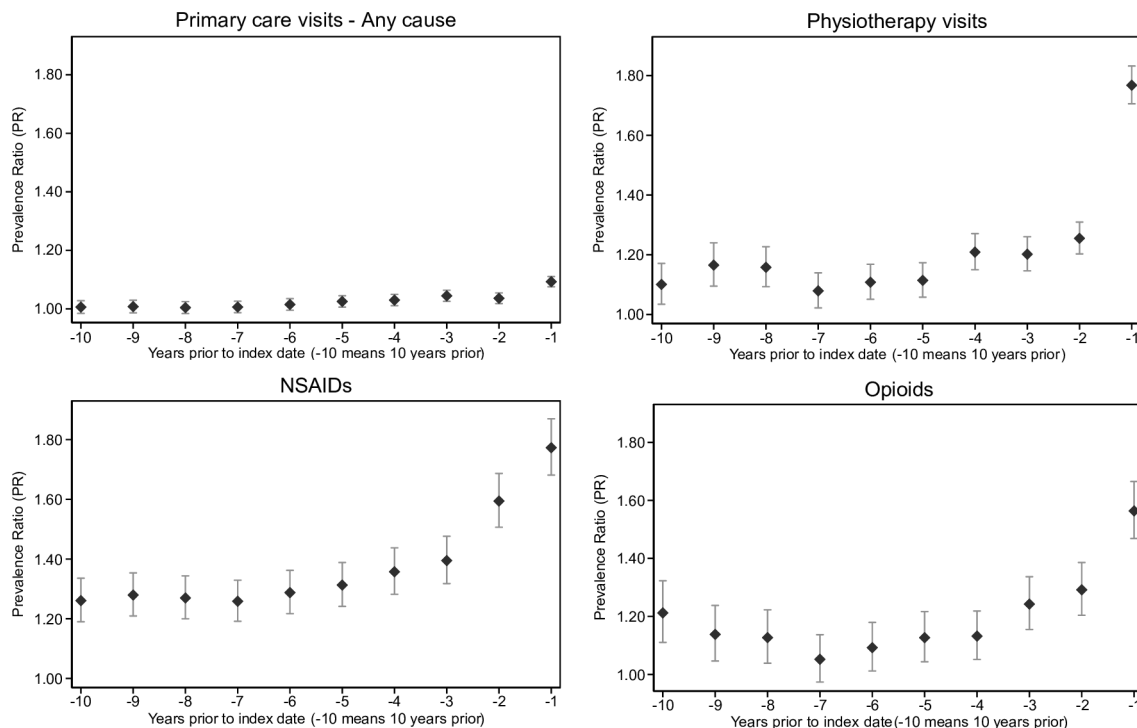 Primary care visits - Any cause
Prevalence Ratio (PR)
1.80
1.60
1.40
1.20
1.00
-10 -9 -8 -7 -6 -5 -4 -3 -2 -1
Years prior to index date (-10 means 10 years prior)
Physiotherapy visits
Prevalence Ratio (PR)
1.80
1.60
1.40
1.20
1.00
-10 -9 -8 -7 -6 -5 -4 -3 -2 -1
Years prior to index date (-10 means 10 years prior)
NSAIDs
Prevalence Ratio (PR)
1.80
1.60
1.40
1.20
1.00
-10 -9 -8 -7 -6 -5 -4 -3 -2 -1
Years prior to index date (-10 means 10 years prior)
Opioids
Prevalence Ratio (PR)
1.80
1.60
1.40
1.20
1.00
-10 -9 -8 -7 -6 -5 -4 -3 -2 -1
Years prior to index date (-10 means 10 years prior)